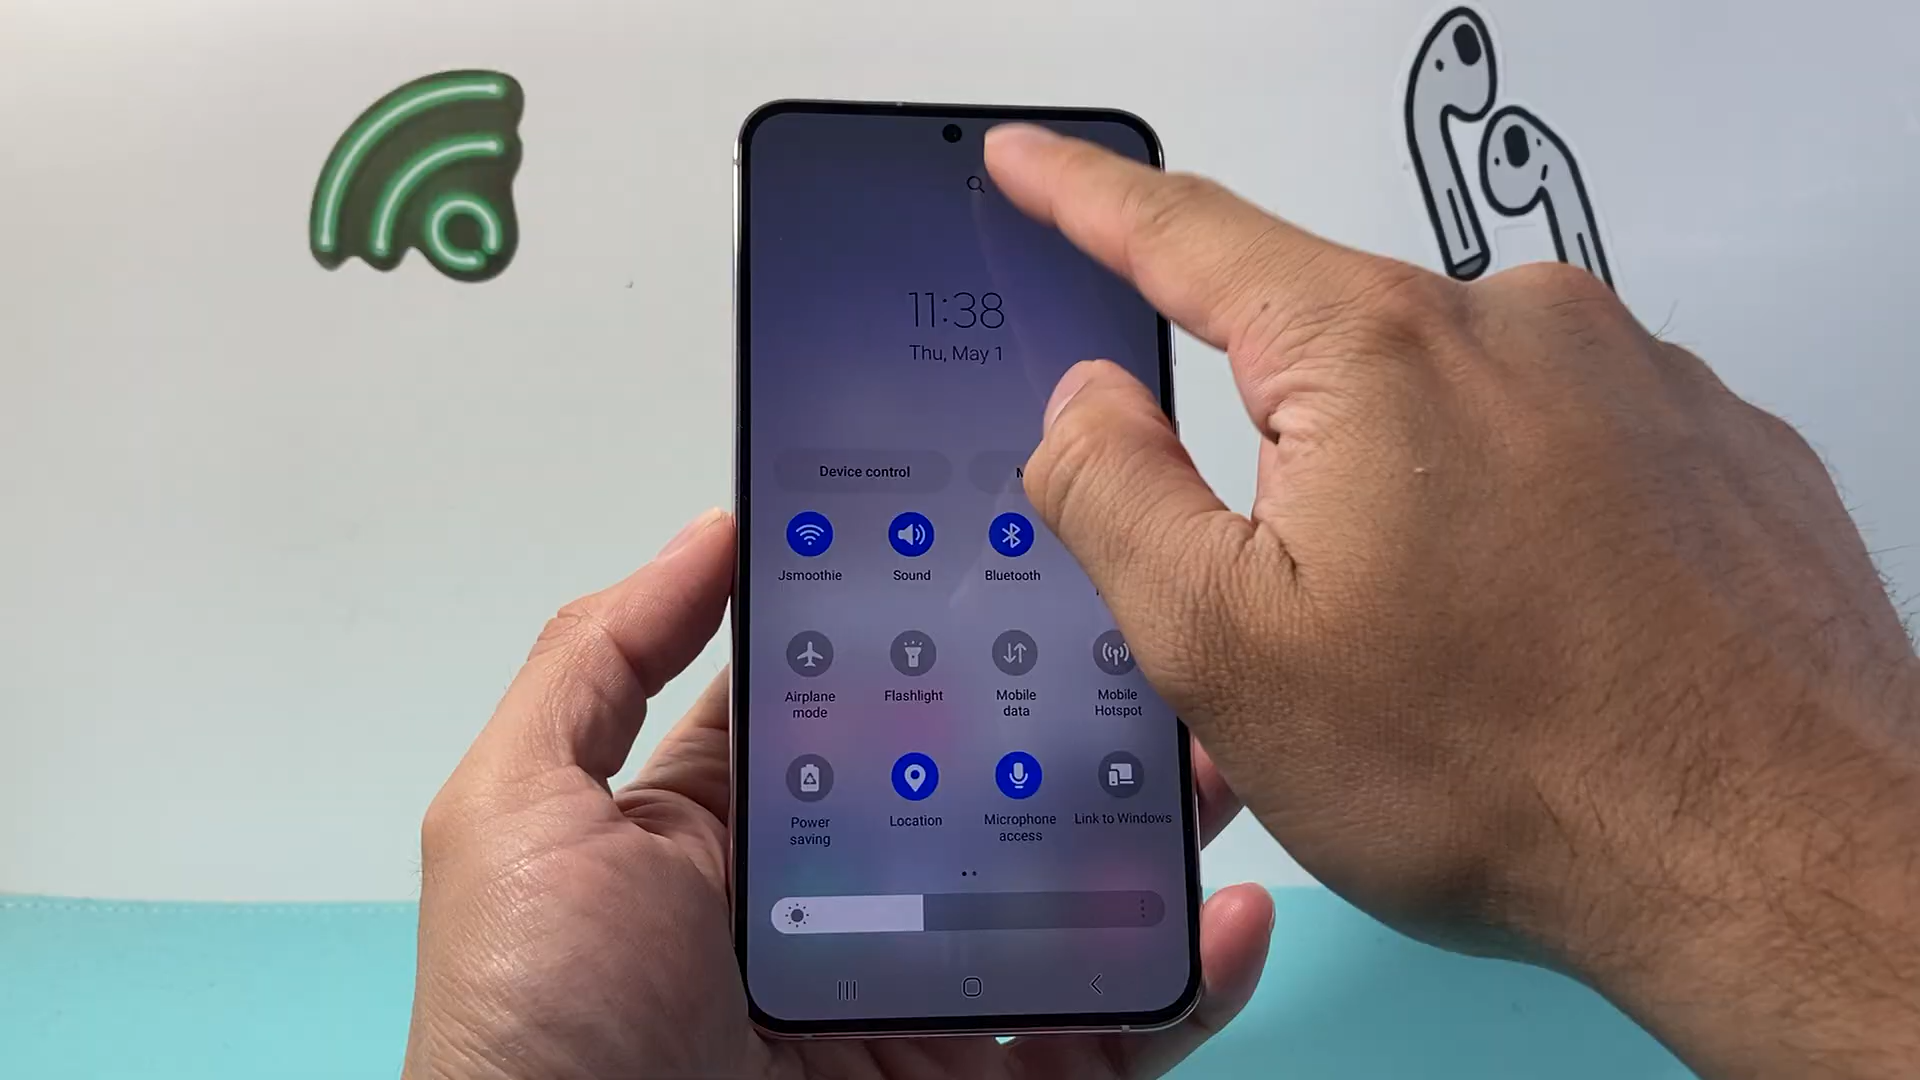 11:38
Thu, May 1
Device control
Jsmoothie
Sound
Bluetooth
Airplane
mode
Flashlight
Mobile
data
Mobile
Hotspot
Power
saving
Location
Microphone
access
Link to Windows